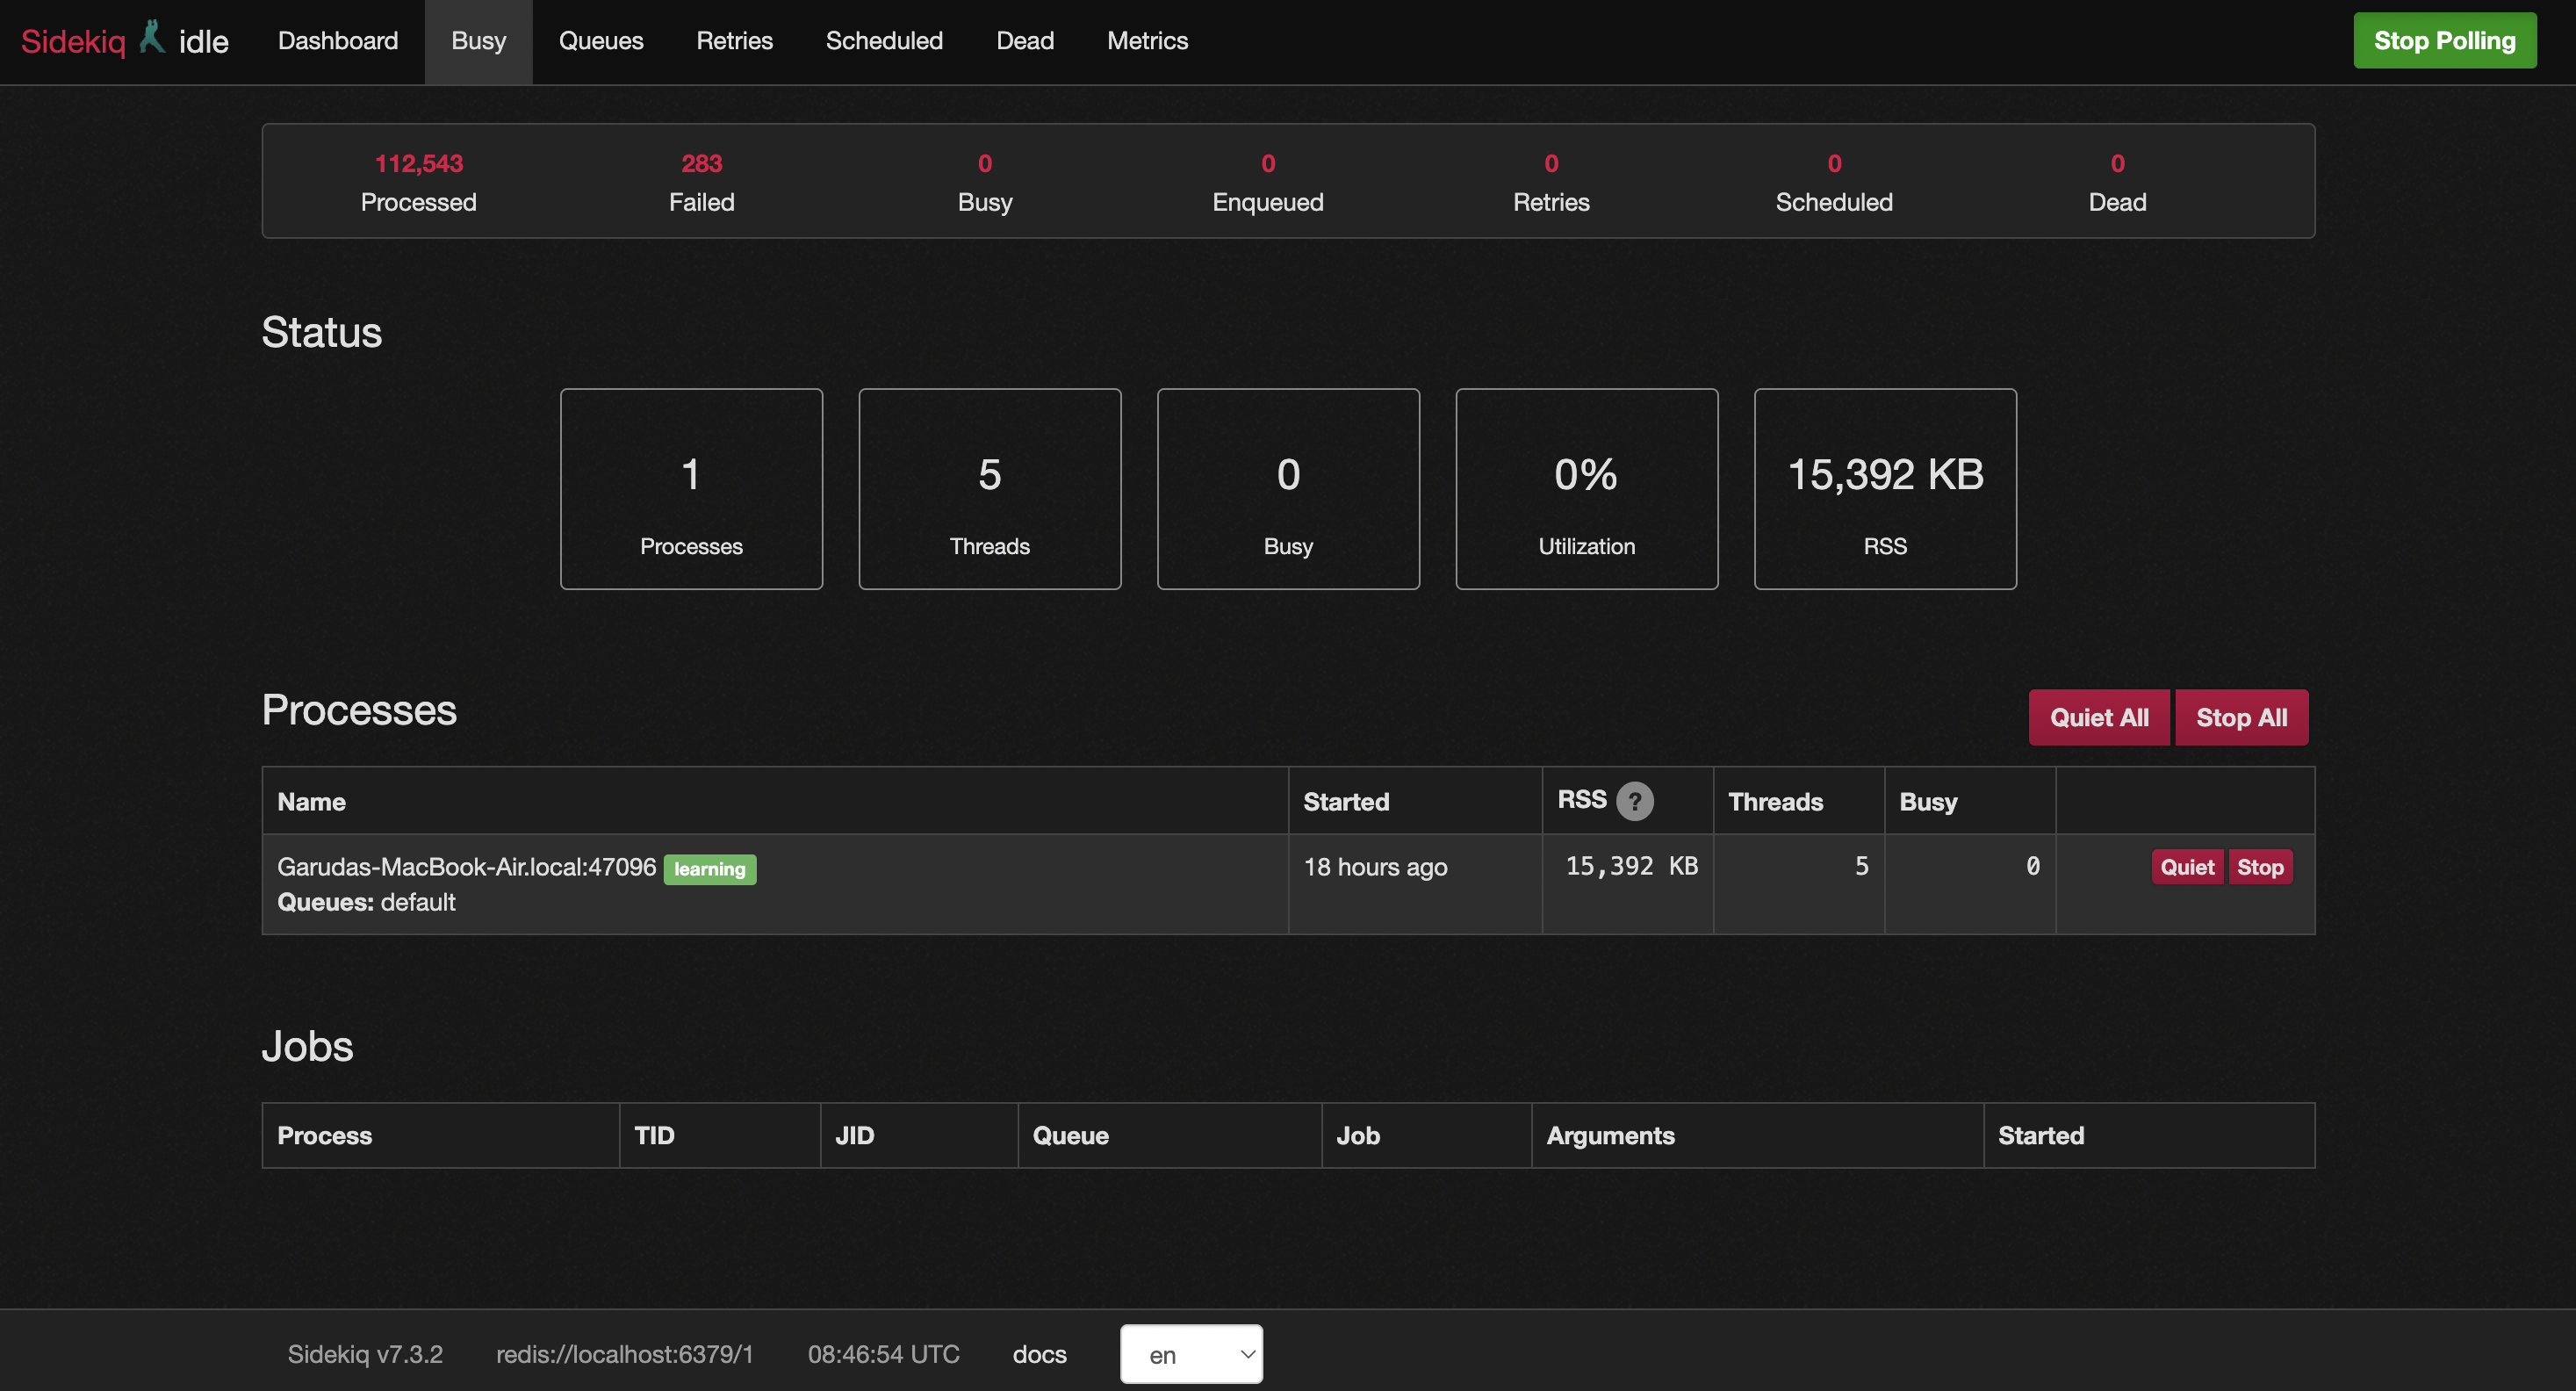 Sidekiq idle Dashboard Busy Queues Retries Scheduled Dead Metrics Stop Polling
112,543 283 0 0 0 0 0
Processed Failed Busy Enqueued Retries Scheduled Dead
Status
1 5 0 0% 15,392 KB
Processes Threads Busy Utilization RSS
Processes Quiet All Stop All
Name Started RSS ? Threads Busy
Garudas-MacBook-Air.local:47096 learning 18 hours ago 15,392 KB 5 0 Quiet Stop
Queues: default
Jobs
Process TID JID Queue Job Arguments Started
Sidekiq v7.3.2 redis://localhost:6379/1 08:46:54 UTC docs en